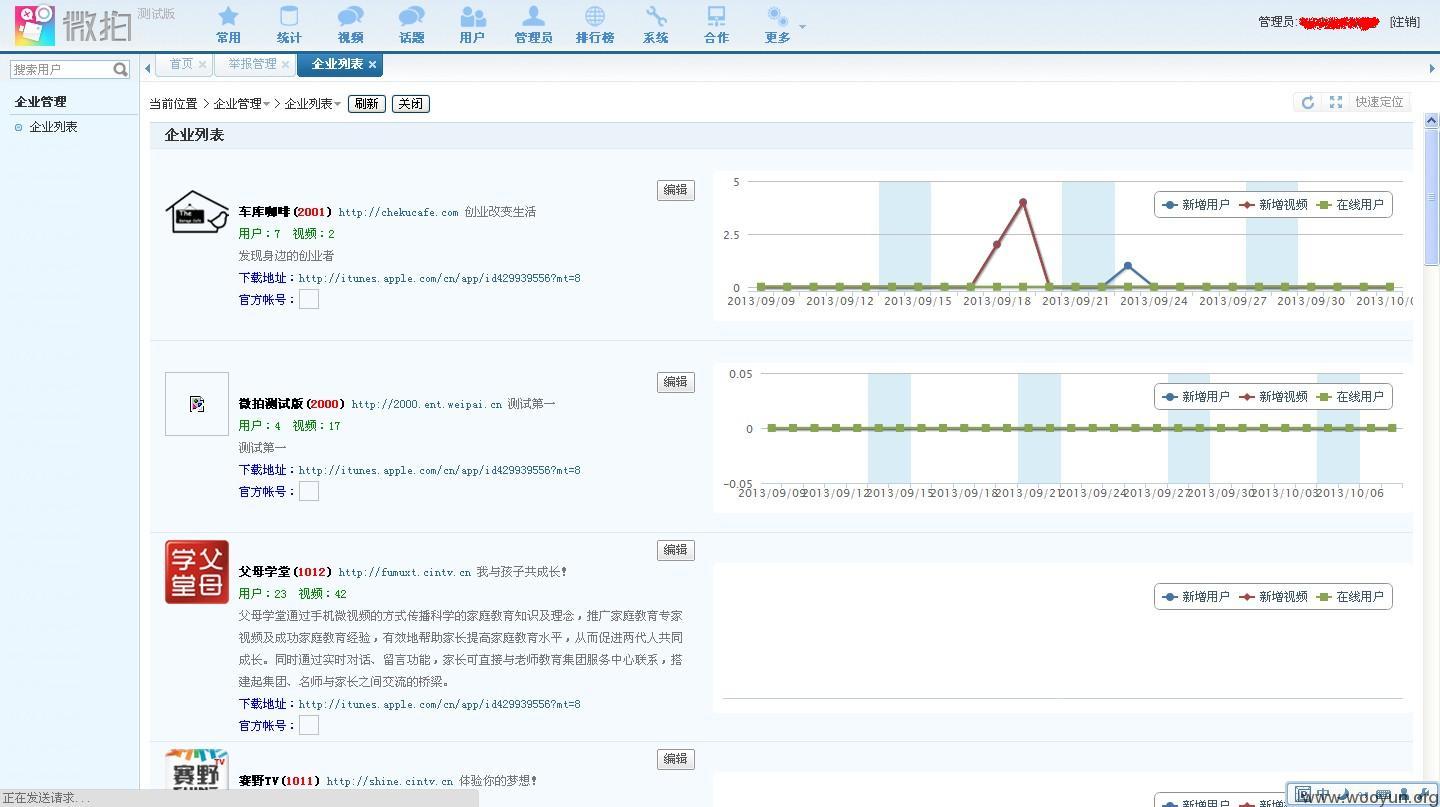 微拍 测试版
常用 统计 视频 话题 用户 管理员 排行榜 系统 合作 更多
管理员: [注销]
搜索用户
首页 举报管理 企业列表
企业管理
企业列表
当前位置 > 企业管理 > 企业列表 刷新 关闭
快速定位
企业列表
编辑
车库咖啡(2001) http://chekucafe.com 创业改变生活
用户：7 视频：2
发现身边的创业者
下载地址：http://itunes.apple.com/cn/app/id429939556?mt=8
官方帐号：
5
2.5
0
新增用户 新增视频 在线用户
2013/09/09 2013/09/12 2013/09/15 2013/09/18 2013/09/21 2013/09/24 2013/09/27 2013/09/30 2013/10/0
编辑
微拍测试版(2000) http://2000.ent.weipai.cn 测试第一
用户：4 视频：17
测试第一
下载地址：http://itunes.apple.com/cn/app/id429939556?mt=8
官方帐号：
0.05
0
-0.05
新增用户 新增视频 在线用户
2013/09/09 2013/09/12 2013/09/15 2013/09/18 2013/09/21 2013/09/24 2013/09/27 2013/09/30 2013/10/03 2013/10/06
学父
堂母
编辑
父母学堂(1012) http://fumuxt.cintv.cn 我与孩子共成长!
用户：23 视频：42
父母学堂通过手机微视频的方式传播科学的家庭教育知识及理念，推广家庭教育专家
视频及成功家庭教育经验，有效地帮助家长提高家庭教育水平，从而促进两代人共同
成长。同时通过实时对话、留言功能，家长可直接与老师教育集团服务中心联系，搭
建起集团、名师与家长之间交流的桥梁。
下载地址：http://itunes.apple.com/cn/app/id429939556?mt=8
官方帐号：
新增用户 新增视频 在线用户
赛野 TV
编辑
赛野TV(1011) http://shine.cintv.cn 体验你的梦想!
新增用户 新增视频 在线用户
正在发送请求...
www.wooyun.org